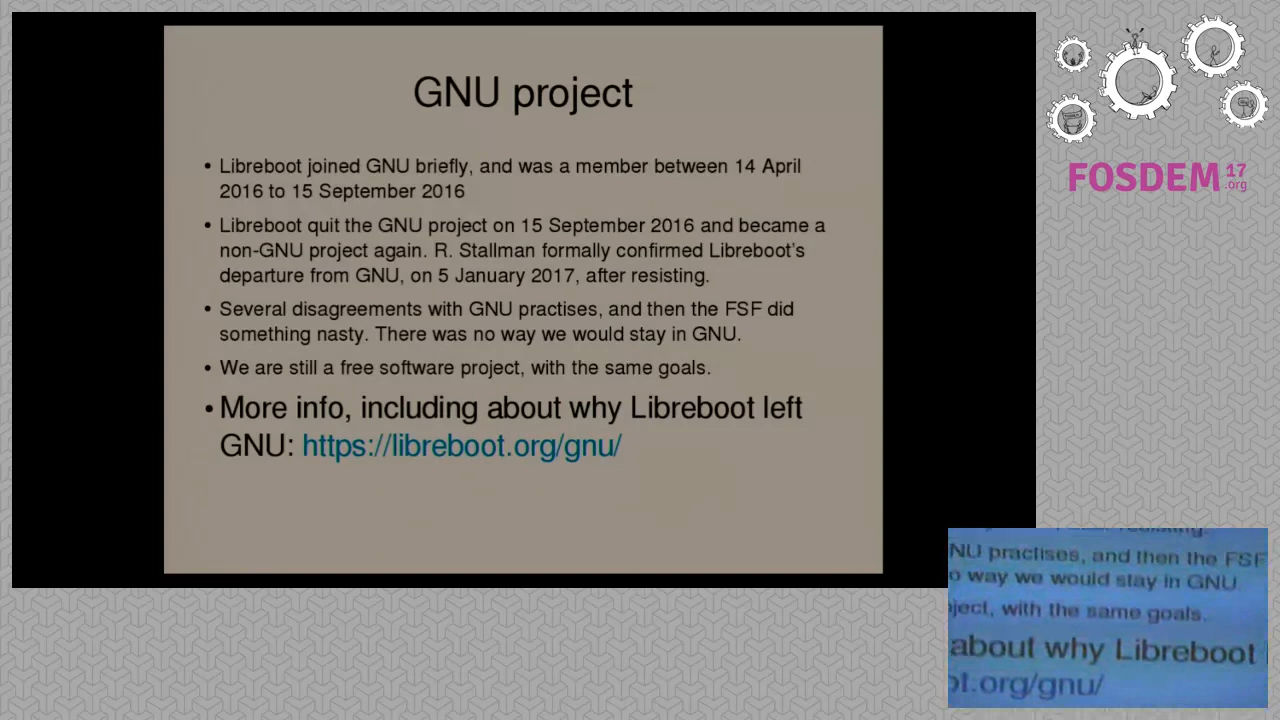 GNU project
• Libreboot joined GNU briefly, and was a member between 14 April
2016 to 15 September 2016
• Libreboot quit the GNU project on 15 September 2016 and became a
non-GNU project again. R. Stallman formally confirmed Libreboot's
departure from GNU, on 5 January 2017, after resisting.
• Several disagreements with GNU practises, and then the FSF did
something nasty. There was no way we would stay in GNU.
• We are still a free software project, with the same goals.
• More info, including about why Libreboot left
GNU: https://libreboot.org/gnu/
FOSDEM 17
.org
resisting.
NU practises, and then the FSF
o way we would stay in GNU.
ject, with the same goals.
about why Libreboot
ot.org/gnu/